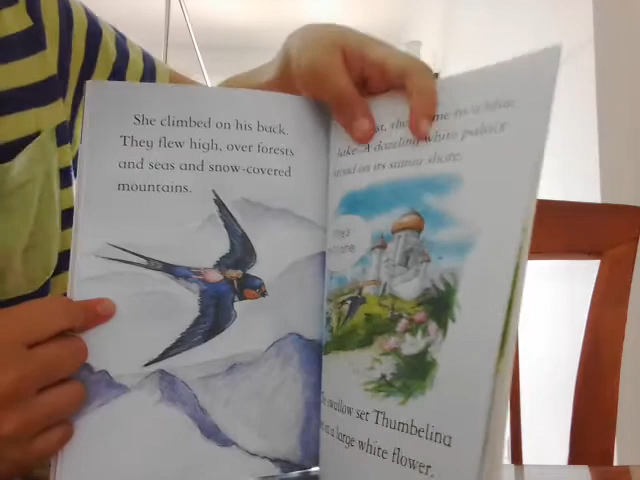 She climbed on his back.
They flew high, over forests
and seas and snow-covered
mountains.
lake. A dazzling white palace
stood on its sunny shore.
swallow set Thumbelina
a large white flower.